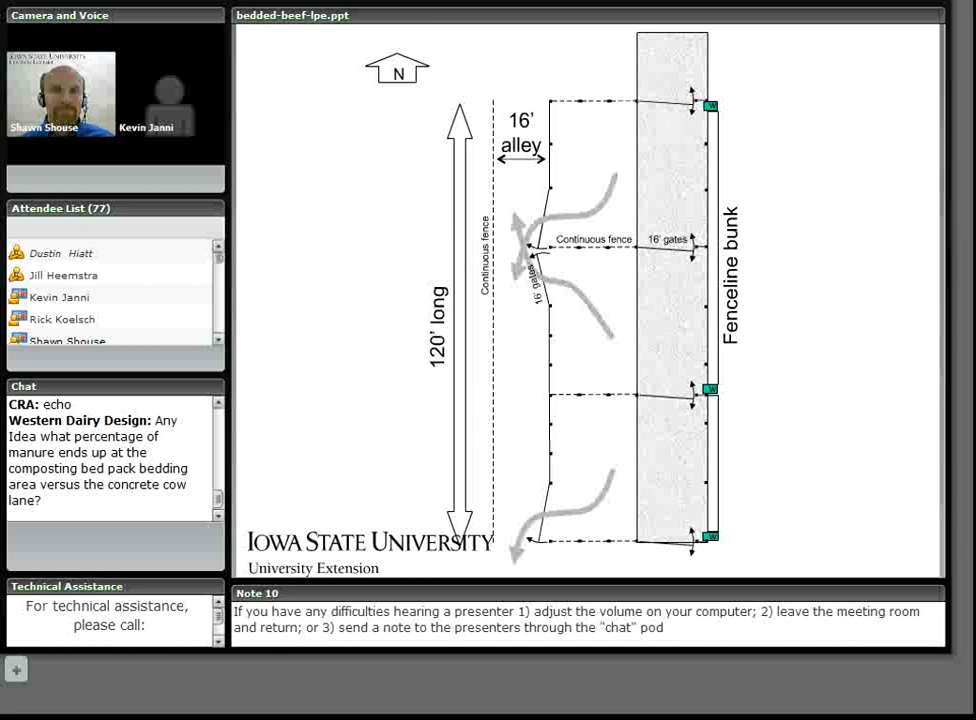 Camera and Voice
IOWA STATE UNIVERSITY
Shawn Shouse
Kevin Janni
Attendee List (77)
Dustin Hiatt
Jill Heemstra
Kevin Janni
Rick Koelsch
Shawn Shouse
Chat
CRA: echo
Western Dairy Design: Any
Idea what percentage of
manure ends up at the
composting bed pack bedding
area versus the concrete cow
lane?
Technical Assistance
For technical assistance,
please call:
bedded-beef-lpe.ppt
N
16'
alley
W
Continuous fence
Continuous fence
16' gates
16' gates
120' long
Fenceline bunk
W
W
IOWA STATE UNIVERSITY
University Extension
Note 10
If you have any difficulties hearing a presenter 1) adjust the volume on your computer; 2) leave the meeting room
and return; or 3) send a note to the presenters through the "chat" pod
+